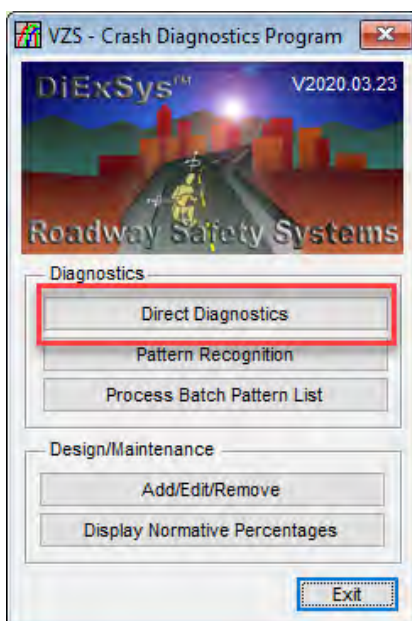 VZS - Crash Diagnostics Program
DiExSys™
V2020.03.23
Roadway Safety Systems
Diagnostics
Direct Diagnostics
Pattern Recognition
Process Batch Pattern List
Design/Maintenance
Add/Edit/Remove
Display Normative Percentages
Exit